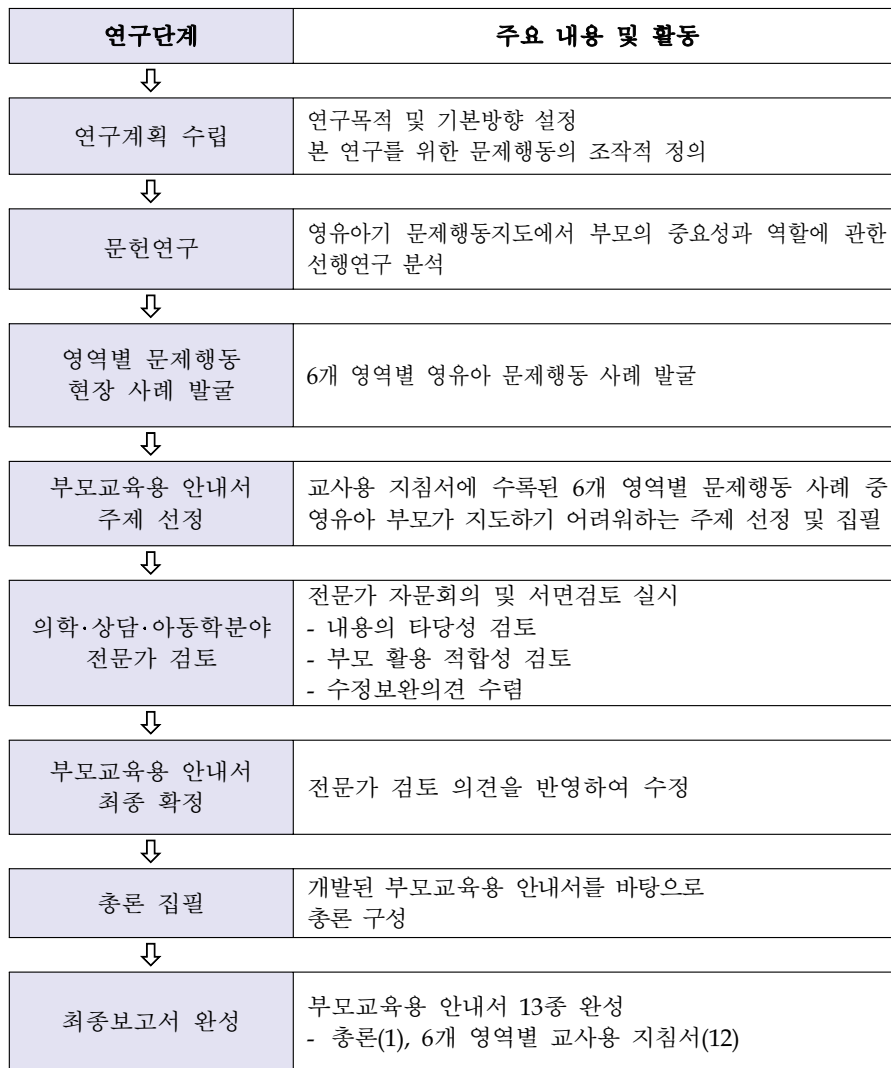 연구단계
주요 내용 및 활동
연구계획 수립
연구목적 및 기본방향 설정
본 연구를 위한 문제행동의 조작적 정의
문헌연구
영유아기 문제행동지도에서 부모의 중요성과 역할에 관한
선행연구 분석
영역별 문제행동
현장 사례 발굴
6개 영역별 영유아 문제행동 사례 발굴
부모교육용 안내서
주제 선정
교사용 지침서에 수록된 6개 영역별 문제행동 사례 중
영유아 부모가 지도하기 어려워하는 주제 선정 및 집필
의학·상담·아동학분야
전문가 검토
전문가 자문회의 및 서면검토 실시
- 내용의 타당성 검토
- 부모 활용 적합성 검토
- 수정보완의견 수렴
부모교육용 안내서
최종 확정
전문가 검토 의견을 반영하여 수정
총론 집필
개발된 부모교육용 안내서를 바탕으로
총론 구성
최종보고서 완성
부모교육용 안내서 13종 완성
- 총론(1), 6개 영역별 교사용 지침서(12)